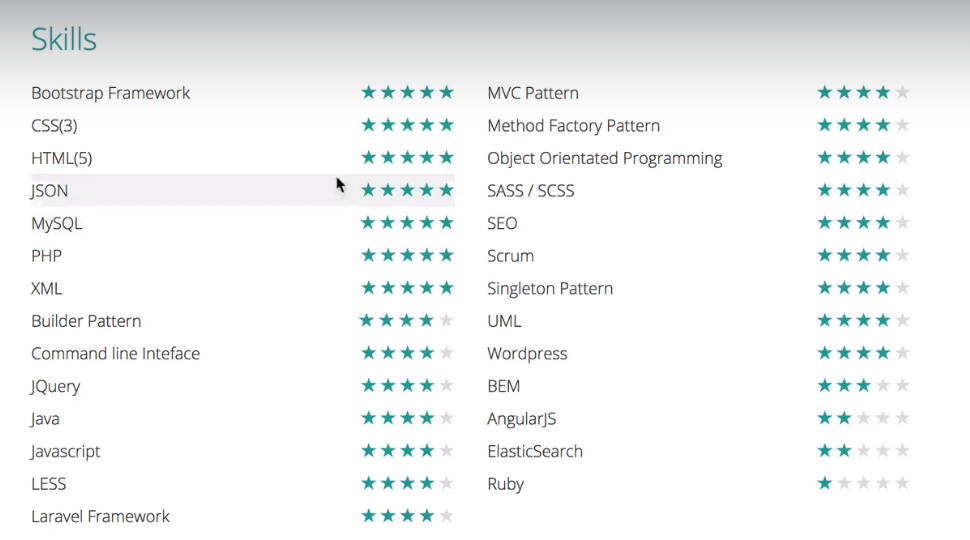 Skills
Bootstrap Framework
CSS(3)
HTML(5)
JSON
MySQL
PHP
XML
Builder Pattern
Command line Inteface
JQuery
Java
Javascript
LESS
Laravel Framework
MVC Pattern
Method Factory Pattern
Object Orientated Programming
SASS / SCSS
SEO
Scrum
Singleton Pattern
UML
Wordpress
BEM
AngularJS
ElasticSearch
Ruby